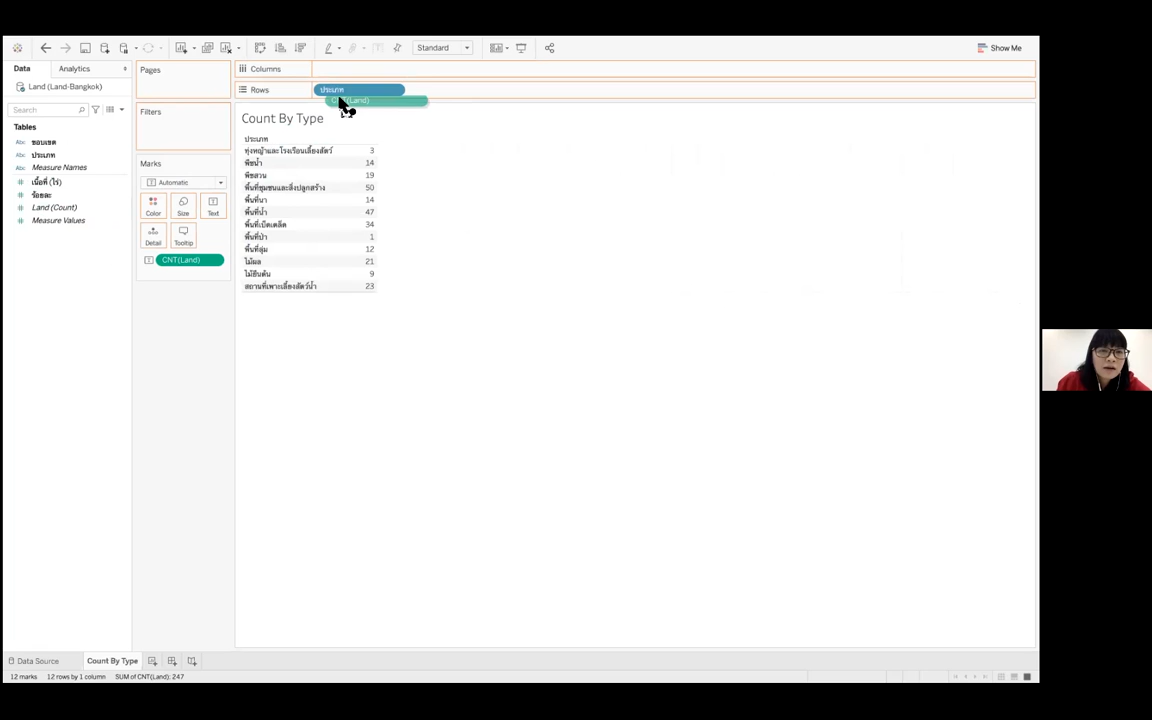 Standard
Show Me
Data
Analytics
Land (Land-Bangkok)
Search
Tables
Abc ขอบเขต
Abc ประเภท
Abc Measure Names
# เนื้อที่ (ไร่)
# ร้อยละ
# Land (Count)
# Measure Values
Pages
Filters
Marks
Automatic
Color
Size
Text
Detail
Tooltip
CNT(Land)
Columns
Rows
ประเภท
Count By Type
ประเภท
ทุ่งหญ้าและโรงเรือนเลี้ยงสัตว์ 3
พืชน้ำ 14
พืชสวน 19
พื้นที่ชุมชนและสิ่งปลูกสร้าง 50
พื้นที่นา 14
พื้นที่น้ำ 47
พื้นที่เบ็ดเตล็ด 34
พื้นที่ป่า 1
พื้นที่ลุ่ม 12
ไม้ผล 21
ไม้ยืนต้น 9
สถานที่เพาะเลี้ยงสัตว์น้ำ 23
Data Source
Count By Type
12 marks
12 rows by 1 column
SUM of CNT(Land): 247